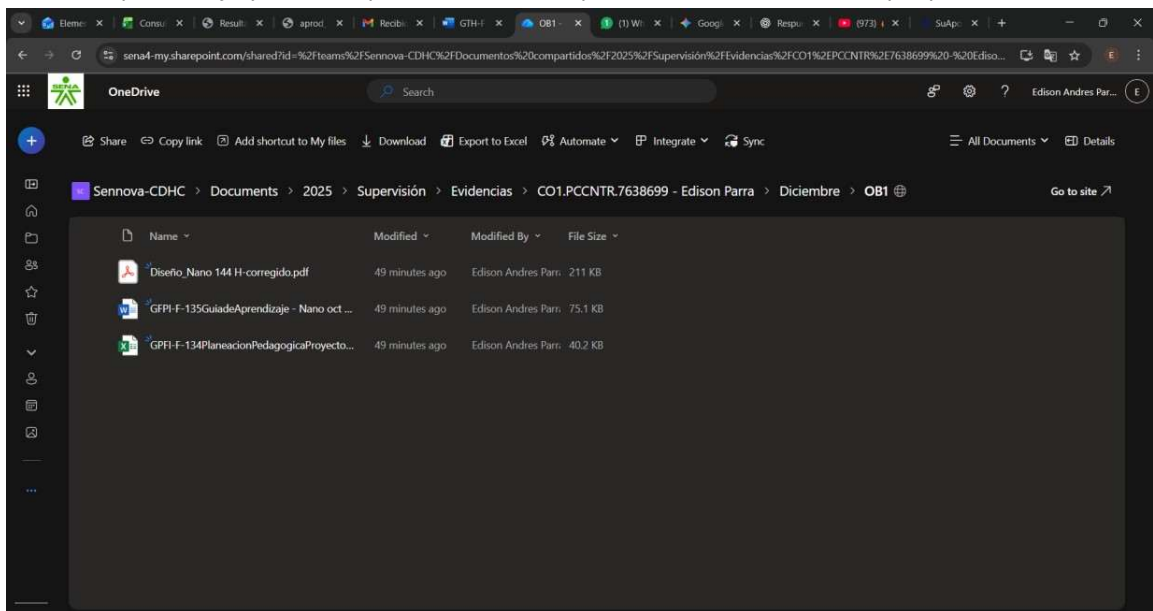 Eleme Consul Result aprod_ Recibi GTH-F OB1 - (1) Wh Googl Respu (973) SuApo
sena4-my.sharepoint.com/shared?id=%2Fteams%2FSennova-CDHC%2FDocumentos%20compartidos%2F2025%2FSupervisión%2FEvidencias%2FCO1%2EPCCNTR%2E7638699%20-%20Ediso... E
SENA OneDrive Search ? Edison Andres Par... E
Share Copy link Add shortcut to My files Download Export to Excel Automate Integrate Sync All Documents Details
Sennova-CDHC > Documents > 2025 > Supervisión > Evidencias > CO1.PCCNTR.7638699 - Edison Parra > Diciembre > OB1 Go to site
Name Modified Modified By File Size
Diseño_Nano 144 H-corregido.pdf 49 minutes ago Edison Andres Parr 211 KB
GFPI-F-135GuiadeAprendizaje - Nano oct ... 49 minutes ago Edison Andres Parr 75.1 KB
GPFI-F-134PlaneacionPedagogicaProyecto... 49 minutes ago Edison Andres Parr 40.2 KB